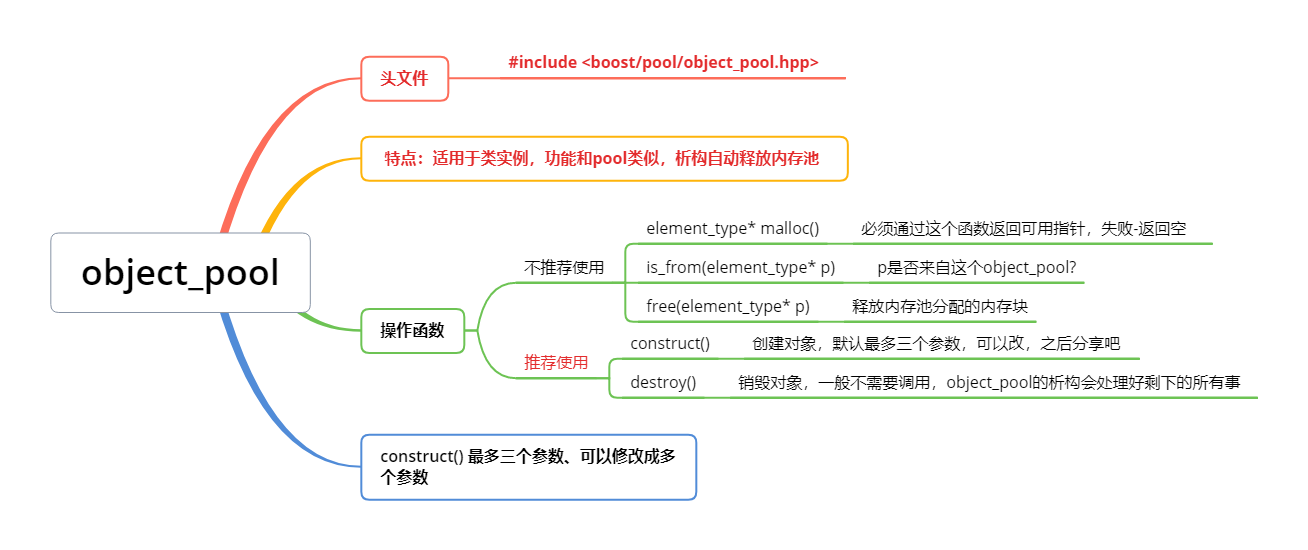 object_pool
头文件
#include <boost/pool/object_pool.hpp>
特点：适用于类实例，功能和pool类似，析构自动释放内存池
操作函数
不推荐使用
element_type* malloc()
必须通过这个函数返回可用指针，失败-返回空
is_from(element_type* p)
p是否来自这个object_pool?
free(element_type* p)
释放内存池分配的内存块
推荐使用
construct()
创建对象，默认最多三个参数，可以改，之后分享吧
destroy()
销毁对象，一般不需要调用，object_pool的析构会处理好剩下的所有事
construct() 最多三个参数、可以修改成多
个参数